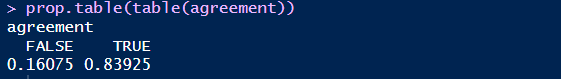 > prop.table(table(agreement))
agreement
  FALSE    TRUE
0.16075 0.83925